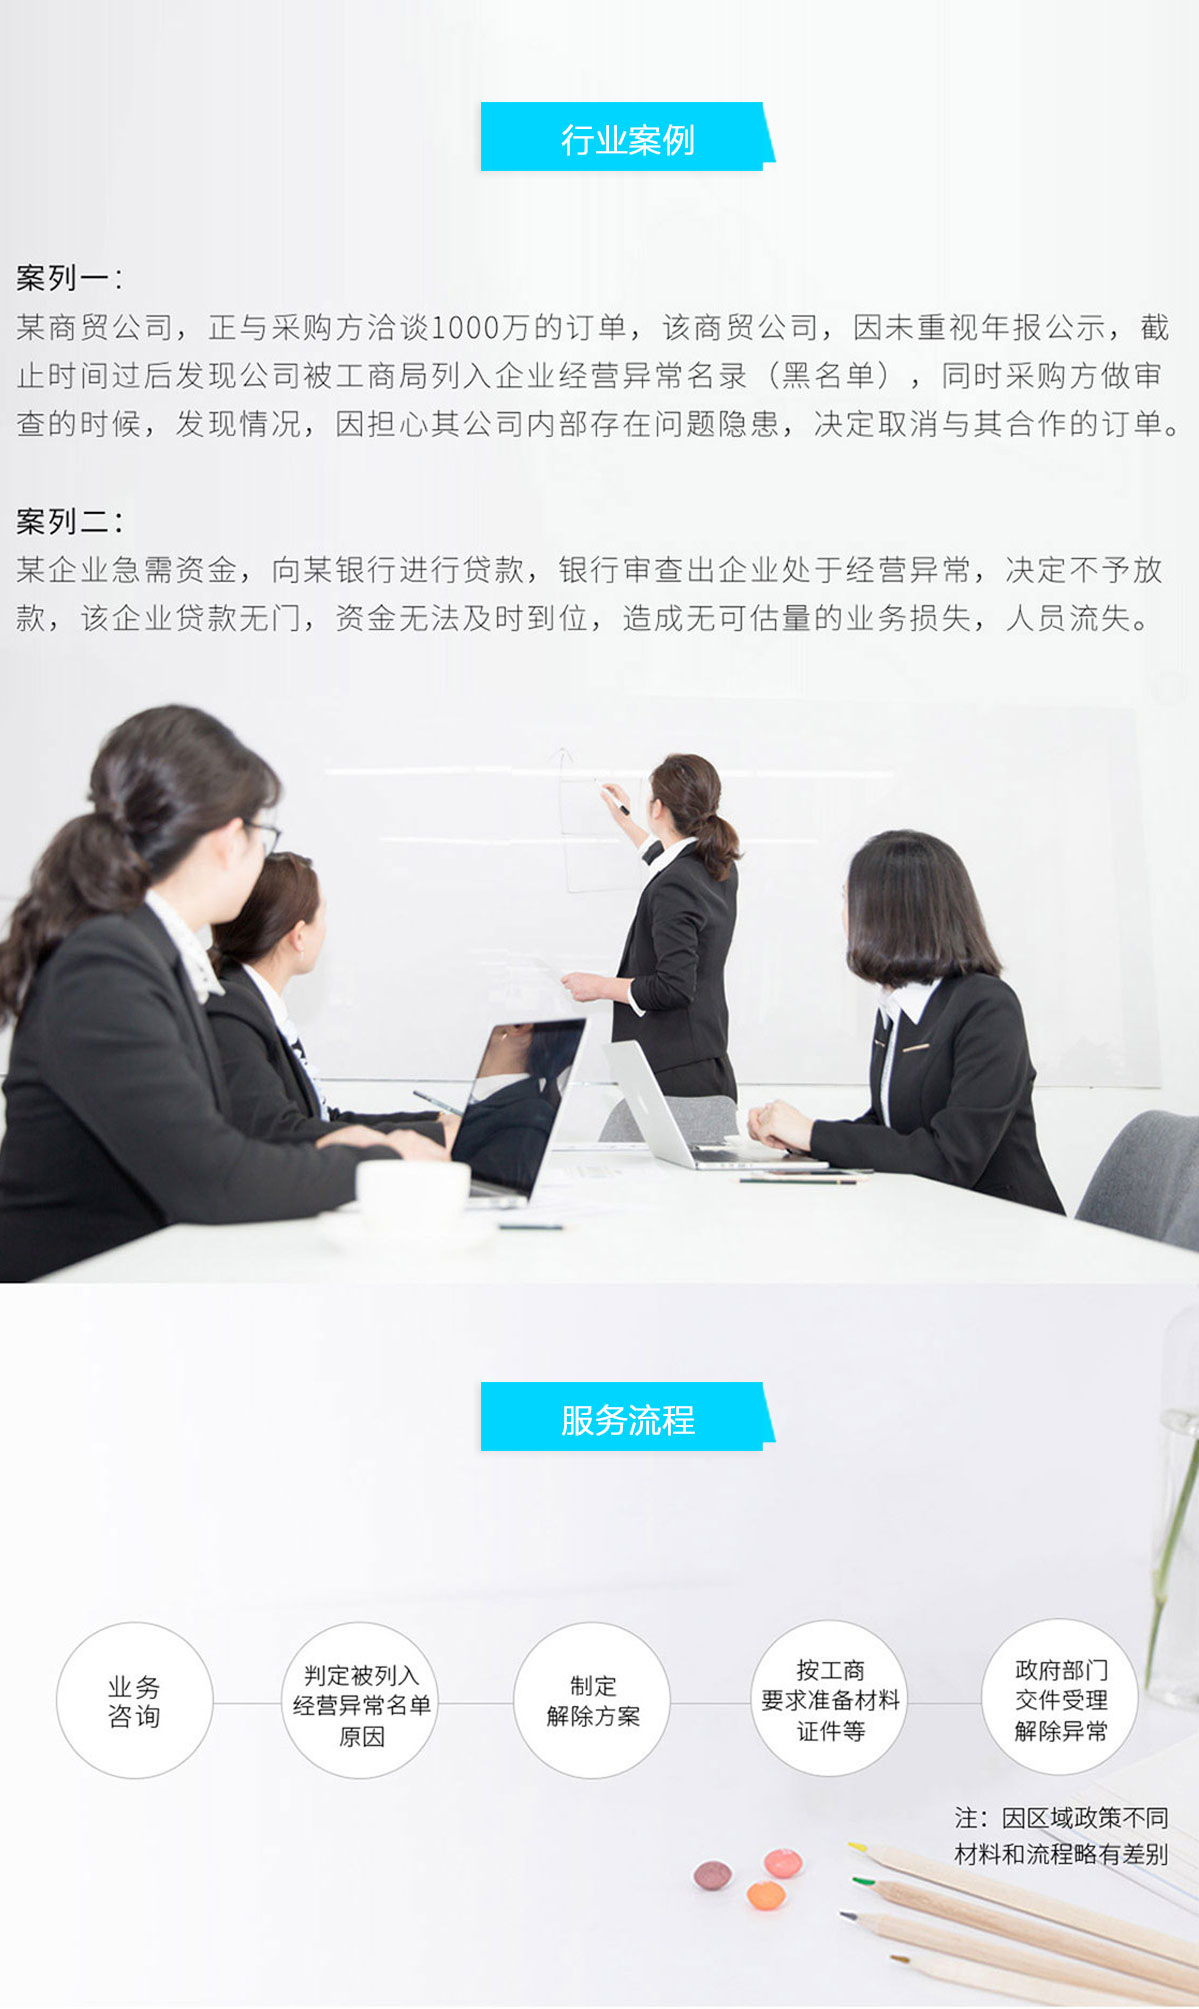 行业案例
案列一：
某商贸公司，正与采购方洽谈1000万的订单，该商贸公司，因未重视年报公示，截
止时间过后发现公司被工商局列入企业经营异常名录（黑名单），同时采购方做审
查的时候，发现情况，因担心其公司内部存在问题隐患，决定取消与其合作的订单。
案列二：
某企业急需资金，向某银行进行贷款，银行审查出企业处于经营异常，决定不予放
款，该企业贷款无门，资金无法及时到位，造成无可估量的业务损失，人员流失。
服务流程
业务
咨询
判定被列入
经营异常名单
原因
制定
解除方案
按工商
要求准备材料
证件等
政府部门
交件受理
解除异常
注：因区域政策不同
材料和流程略有差别